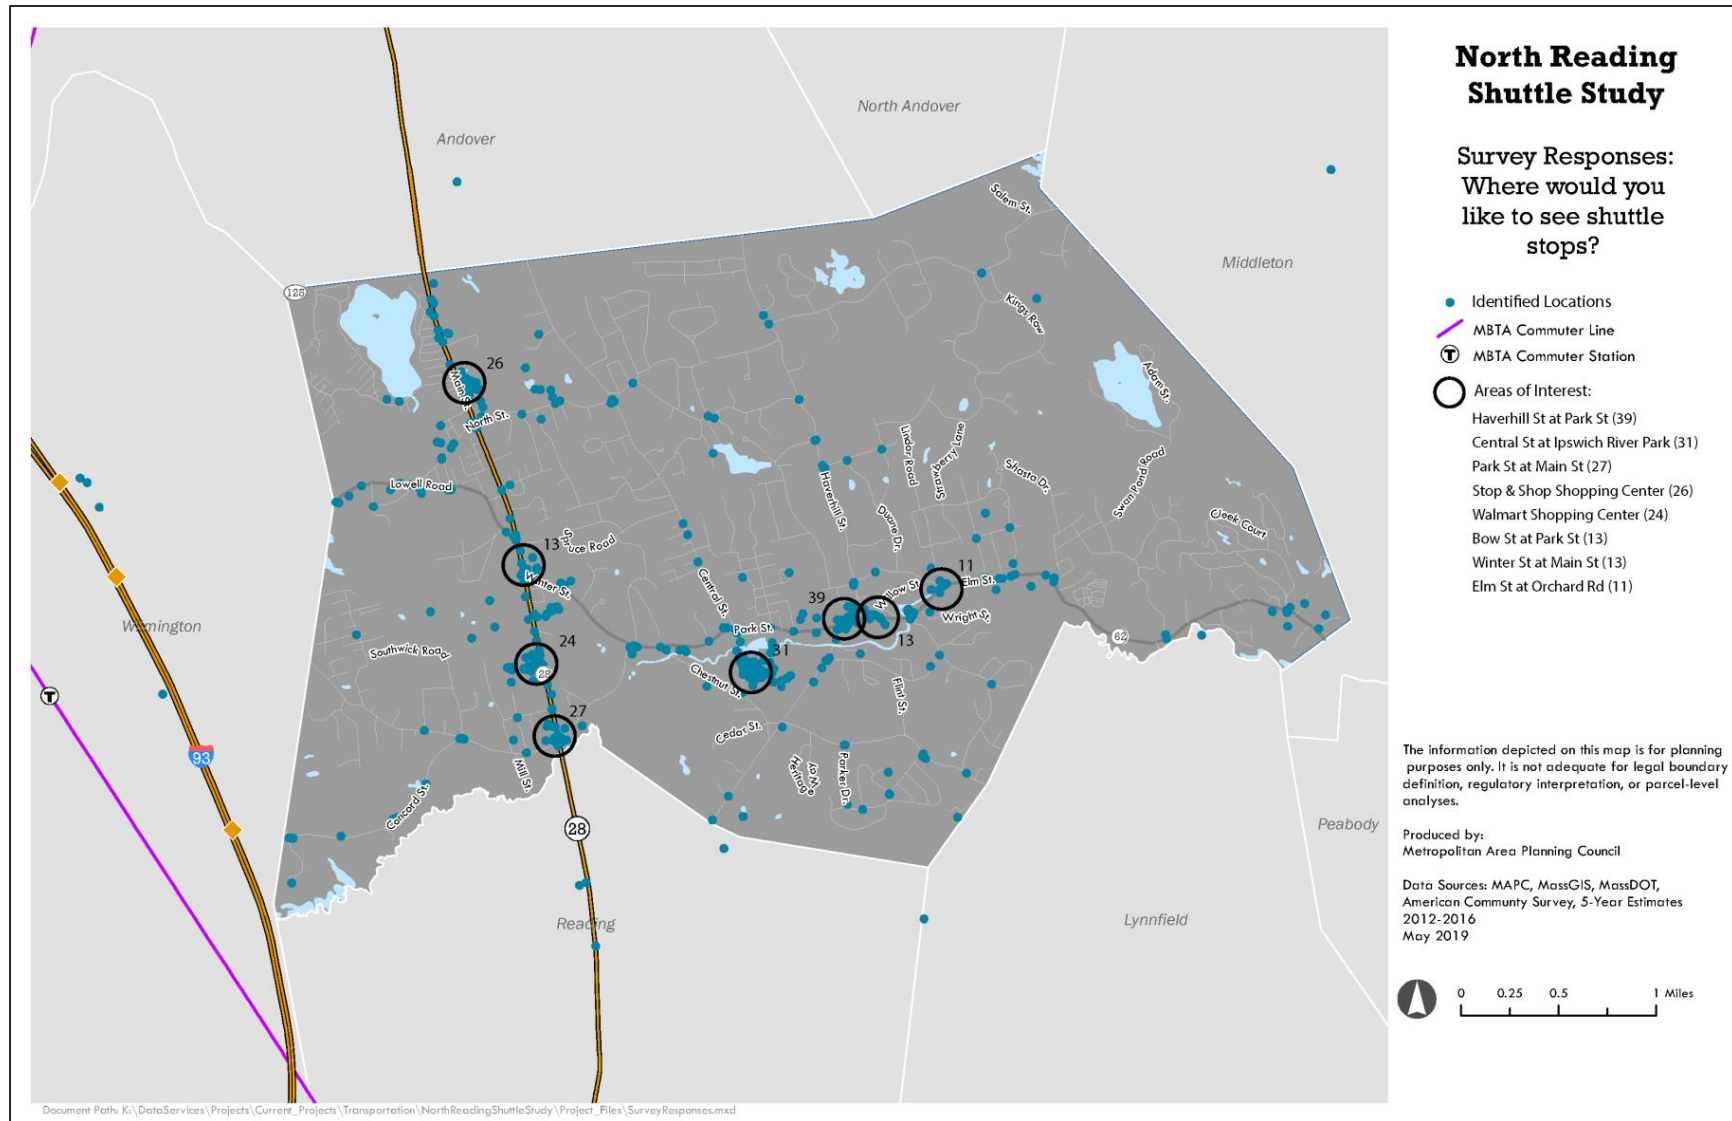 North Reading
Shuttle Study
Survey Responses:
Where would you
like to see shuttle
stops?
Identified Locations
MBTA Commuter Line
T
MBTA Commuter Station
Areas of Interest:
Haverhill St at Park St (39)
Central St at Ipswich River Park (31)
Park St at Main St (27)
Stop & Shop Shopping Center (26)
Walmart Shopping Center (24)
Bow St at Park St (13)
Winter St at Main St (13)
Elm St at Orchard Rd (11)
The information depicted on this map is for planning
purposes only. It is not adequate for legal boundary
definition, regulatory interpretation, or parcel-level
analyses.
Produced by:
Metropolitan Area Planning Council
Data Sources: MAPC, MassGIS, MassDOT,
American Communty Survey, 5-Year Estimates
2012-2016
May 2019
0 0.25 0.5 1 Miles
North Andover
Andover
Middleton
Salem St.
125
Kings Row
26
Main St.
North St.
Adam St.
Lindor Road
Strawberry Lane
Shasta Dr.
Swan Pond Road
Haverhill St.
Lowell Road
Duane Dr.
Cleek Court
13
Spruce Road
Winter St.
Central St.
11
Elm St.
Willow St.
39
13
Wright St.
Park St.
62
Wilmington
Southwick Road
24
28
31
Chestnut St.
Flint St.
T
27
Cedar St.
93
Mill St.
Heritage Way
Parker Dr.
Concord St.
28
Peabody
Reading
Lynnfield
Document Path: K:\DataServices\Projects\Current_Projects\Transportation\NorthReadingShuttleStudy\Project_Files\SurveyResponses.mxd